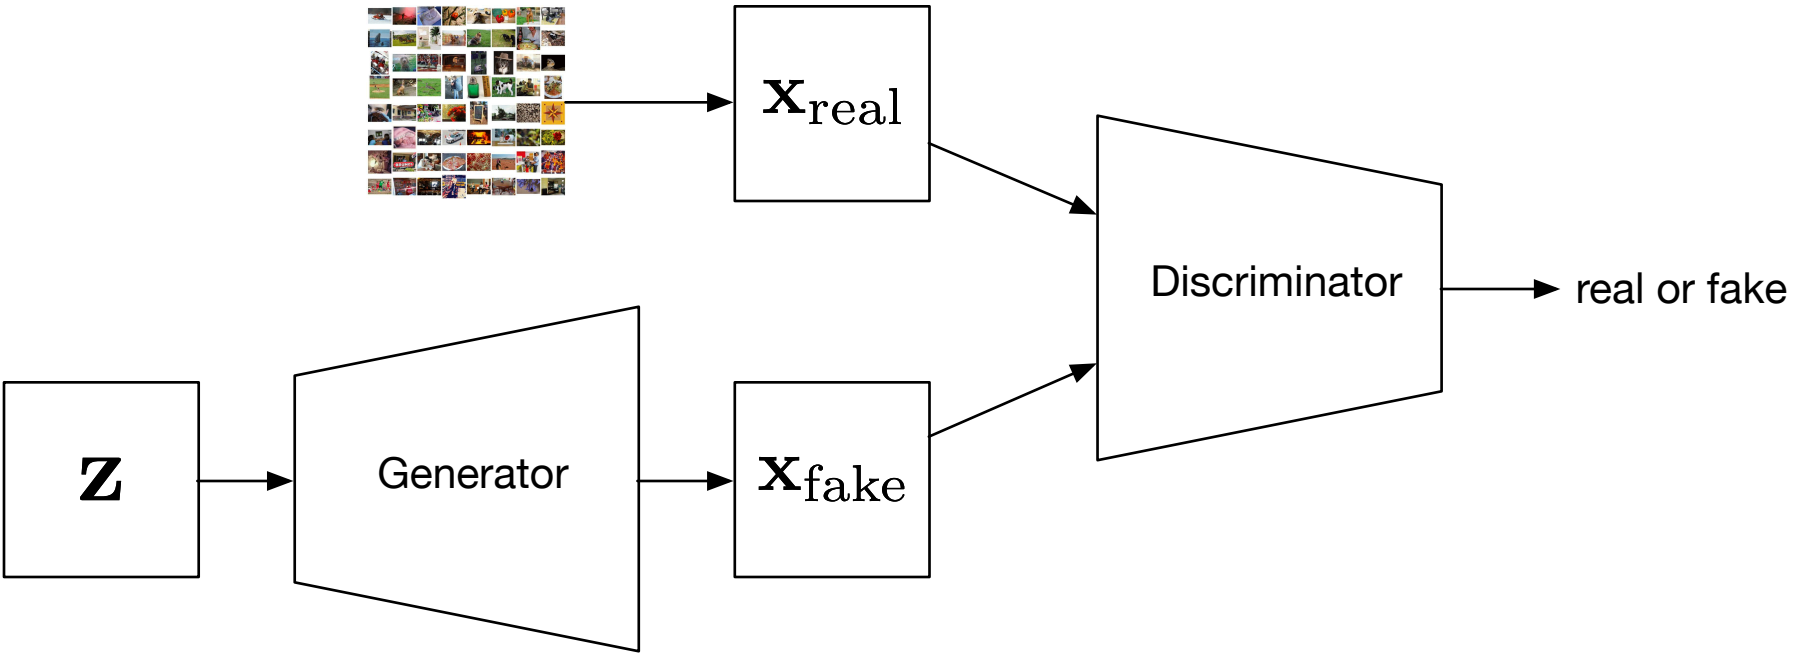 x_real
Discriminator
real or fake
z
Generator
x_fake